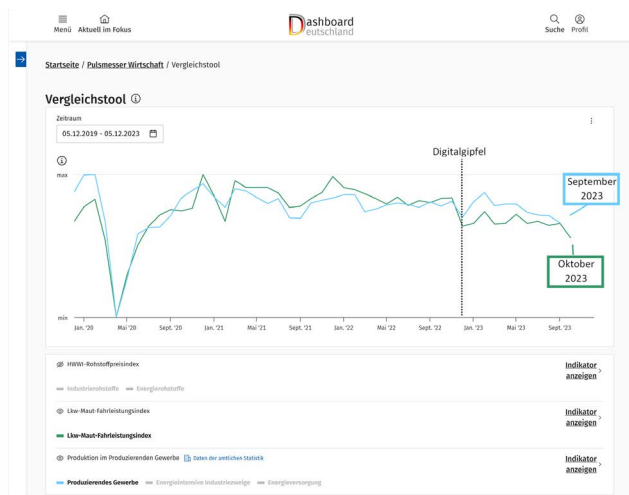 Menü Aktuell im Fokus
Dashboard
Deutschland
Suche Profil
Startseite / Pulsmesser Wirtschaft / Vergleichstool
Vergleichstool
Zeitraum
05.12.2019 - 05.12.2023
Digitalgipfel
max
September
2023
Oktober
2023
min
Jan. '20 Mai '20 Sept. '20 Jan. '21 Mai '21 Sept. '21 Jan. '22 Mai '22 Sept. '22 Jan. '23 Mai '23 Sept. '23
HWWI-Rohstoffpreisindex
Indikator
anzeigen
Industrierohstoffe Energierohstoffe
Lkw-Maut-Fahrleistungsindex
Indikator
anzeigen
Lkw-Maut-Fahrleistungsindex
Produktion im Produzierenden Gewerbe Daten der amtlichen Statistik
Indikator
anzeigen
Produzierendes Gewerbe Energieintensive Industriezweige Energieversorgung